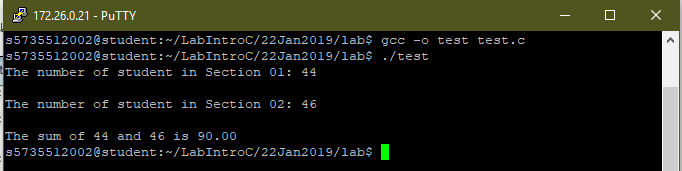 172.26.0.21 - PuTTY
s5735512002@student:~/LabIntroC/22Jan2019/lab$ gcc -o test test.c
s5735512002@student:~/LabIntroC/22Jan2019/lab$ ./test
The number of student in Section 01: 44
The number of student in Section 02: 46
The sum of 44 and 46 is 90.00
s5735512002@student:~/LabIntroC/22Jan2019/lab$